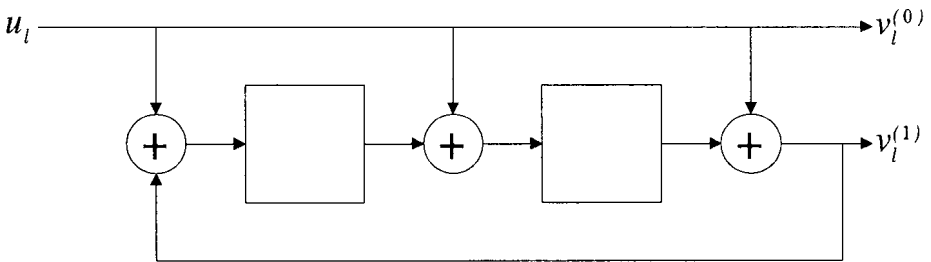 u_l
v_l^{(0)}
+ + +
v_l^{(1)}